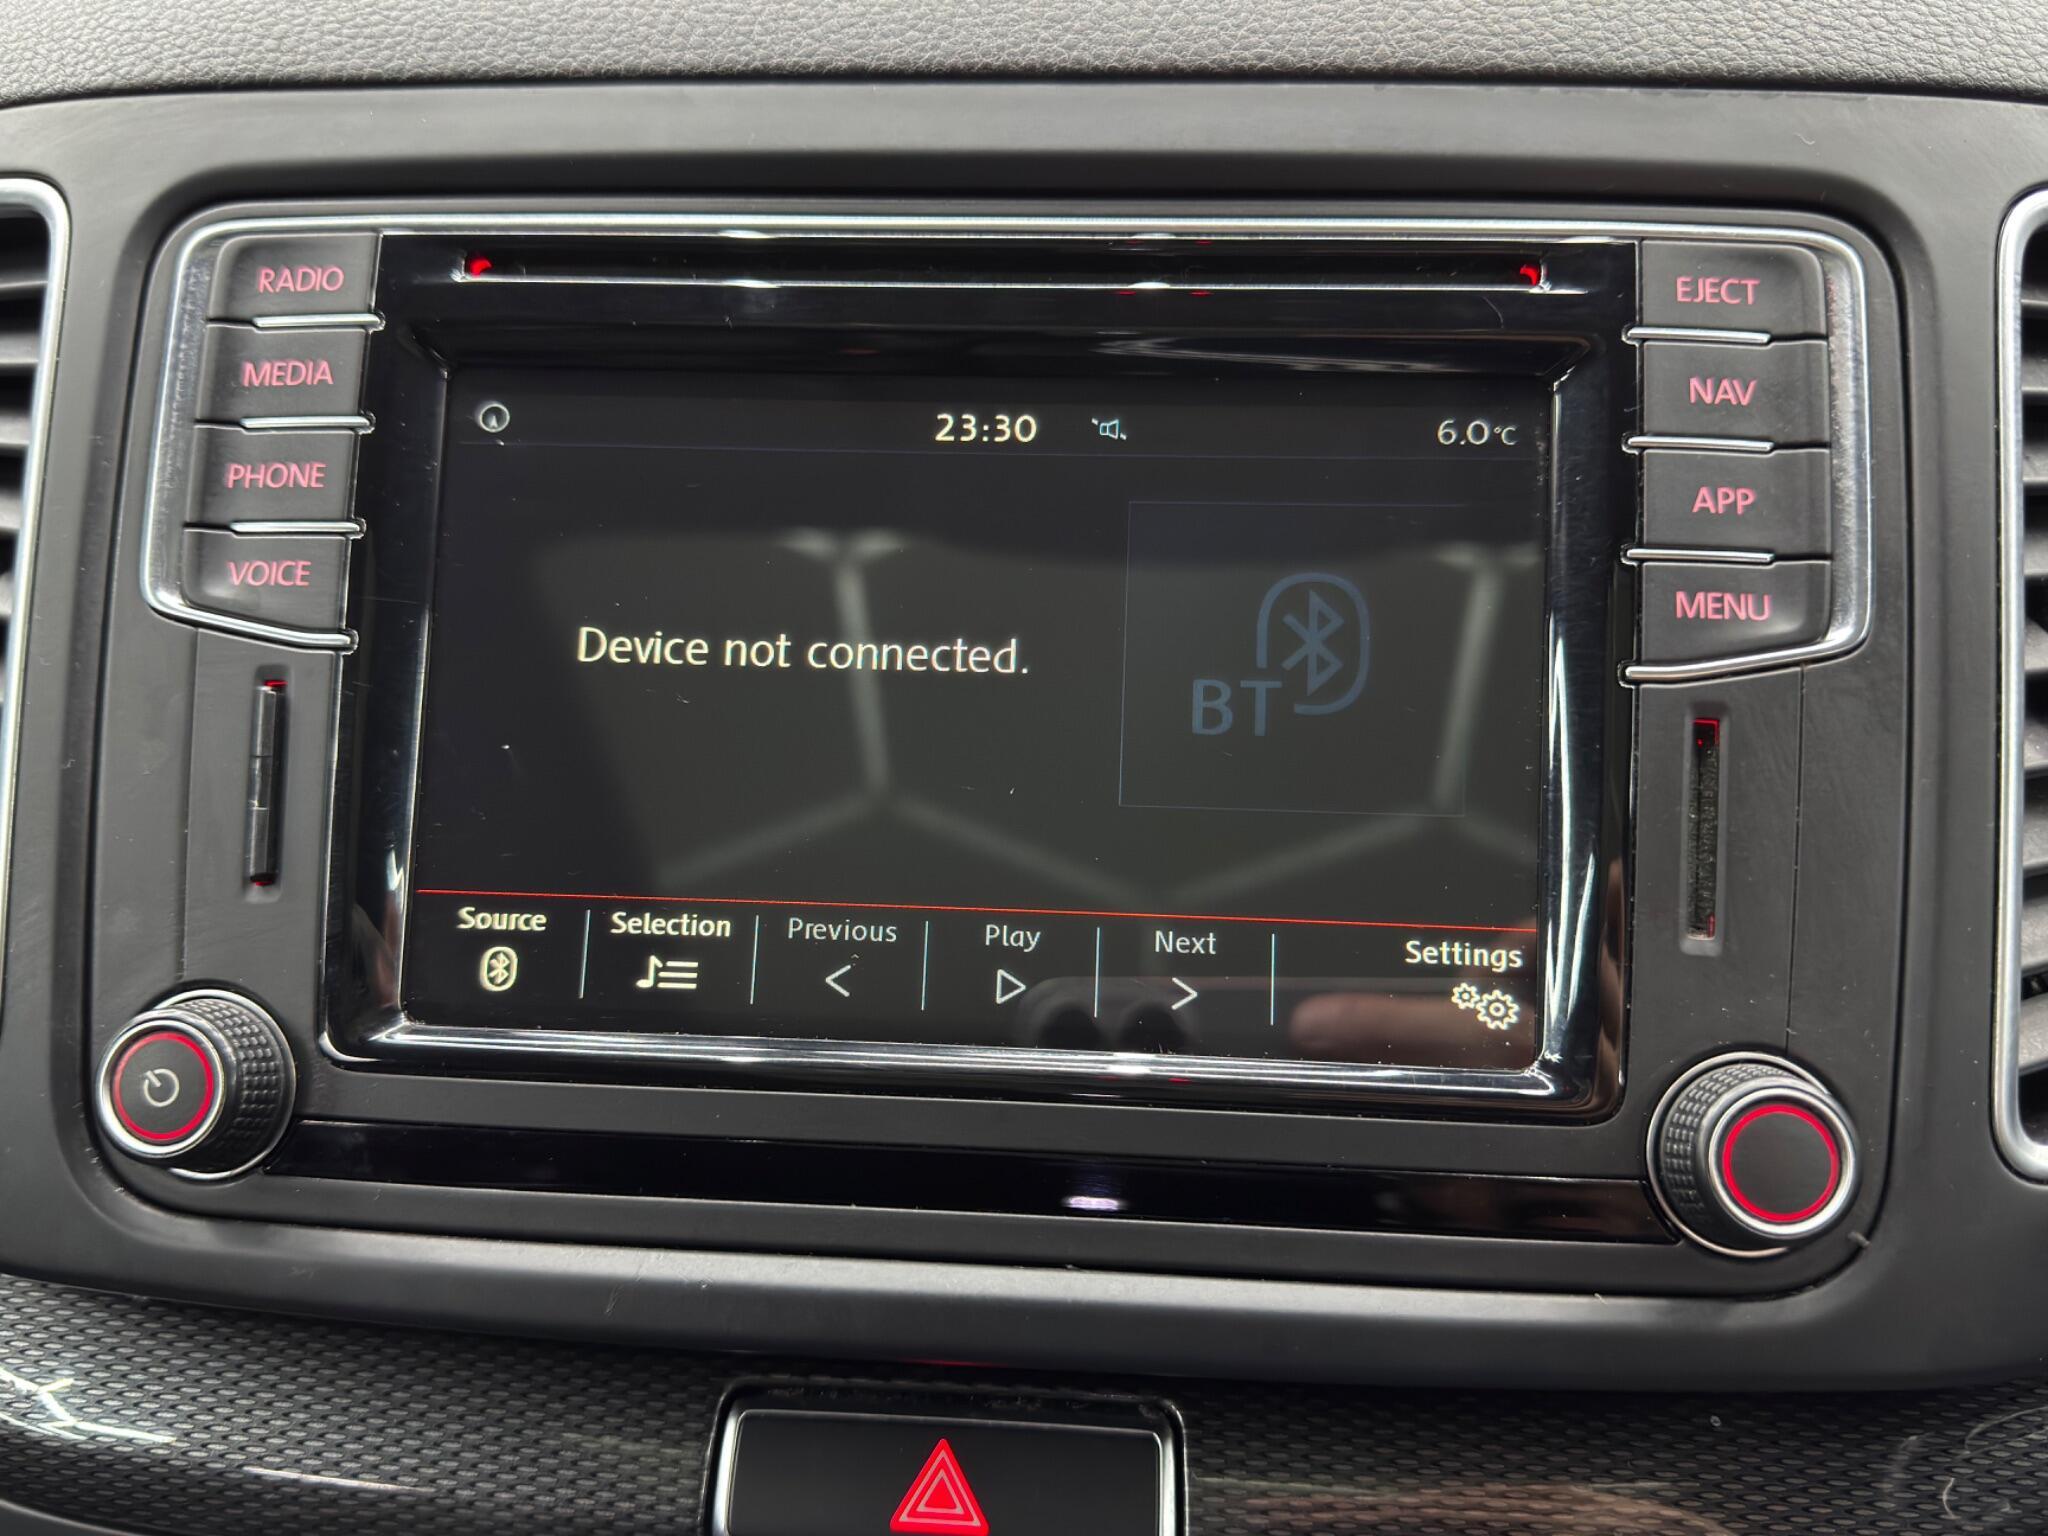 RADIO
MEDIA
PHONE
VOICE
EJECT
NAV
APP
MENU
23:30
6.0°C
Device not connected.
BT
Source
Selection
Previous
Play
Next
Settings